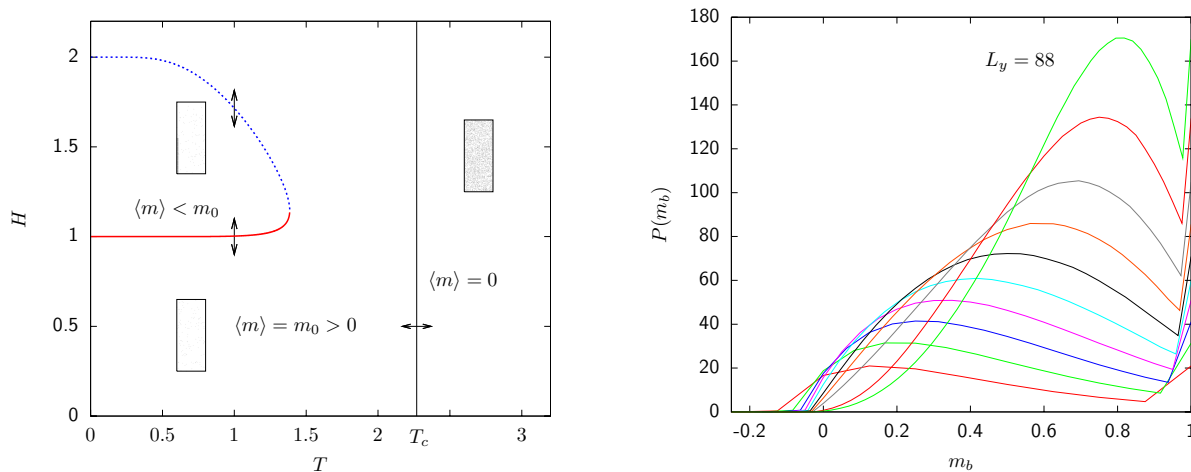 2
1.5
1
0.5
0
H
⟨m⟩ < m₀
⟨m⟩ = m₀ > 0
⟨m⟩ = 0
0 0.5 1 1.5 2 T_c 3
T
180
160
140
120
100
80
60
40
20
0
P(m_b)
L_y = 88
-0.2 0 0.2 0.4 0.6 0.8 1
m_b